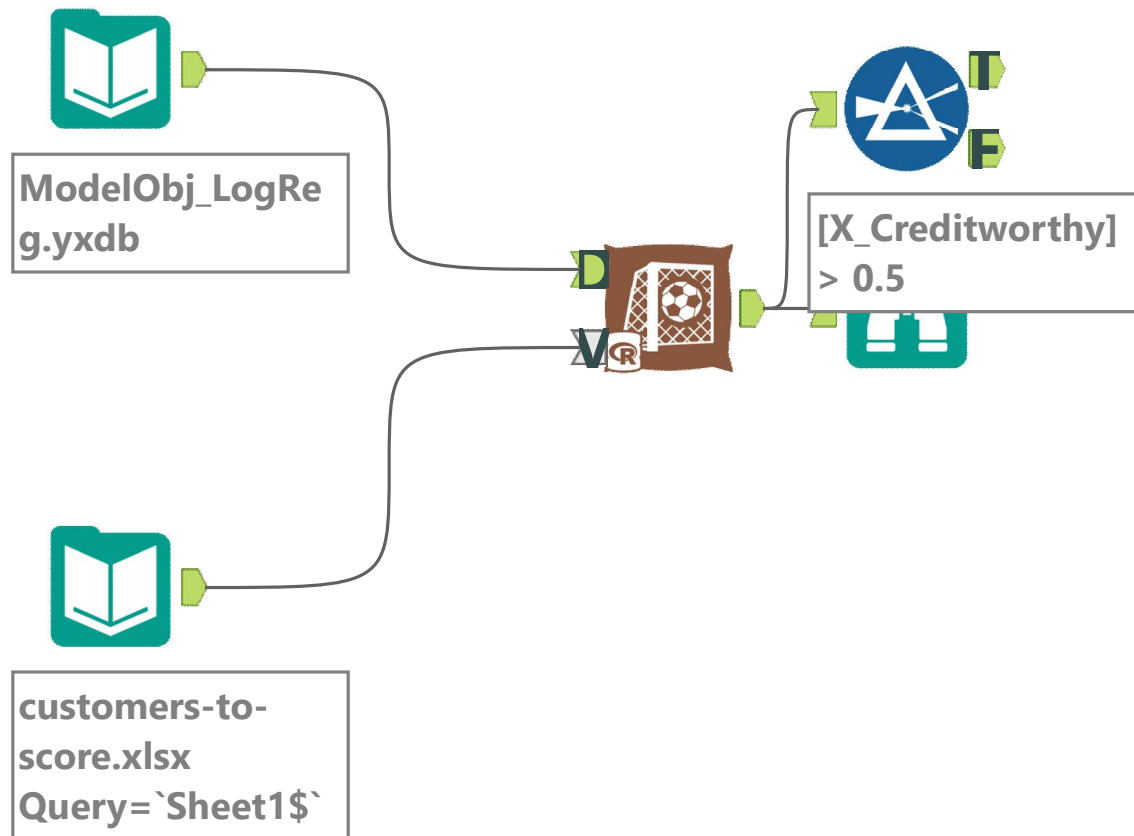 T
F
ModelObj_LogRe
g.yxdb
[X_Creditworthy]
> 0.5
D
V
R
customers-to-
score.xlsx
Query=`Sheet1$`